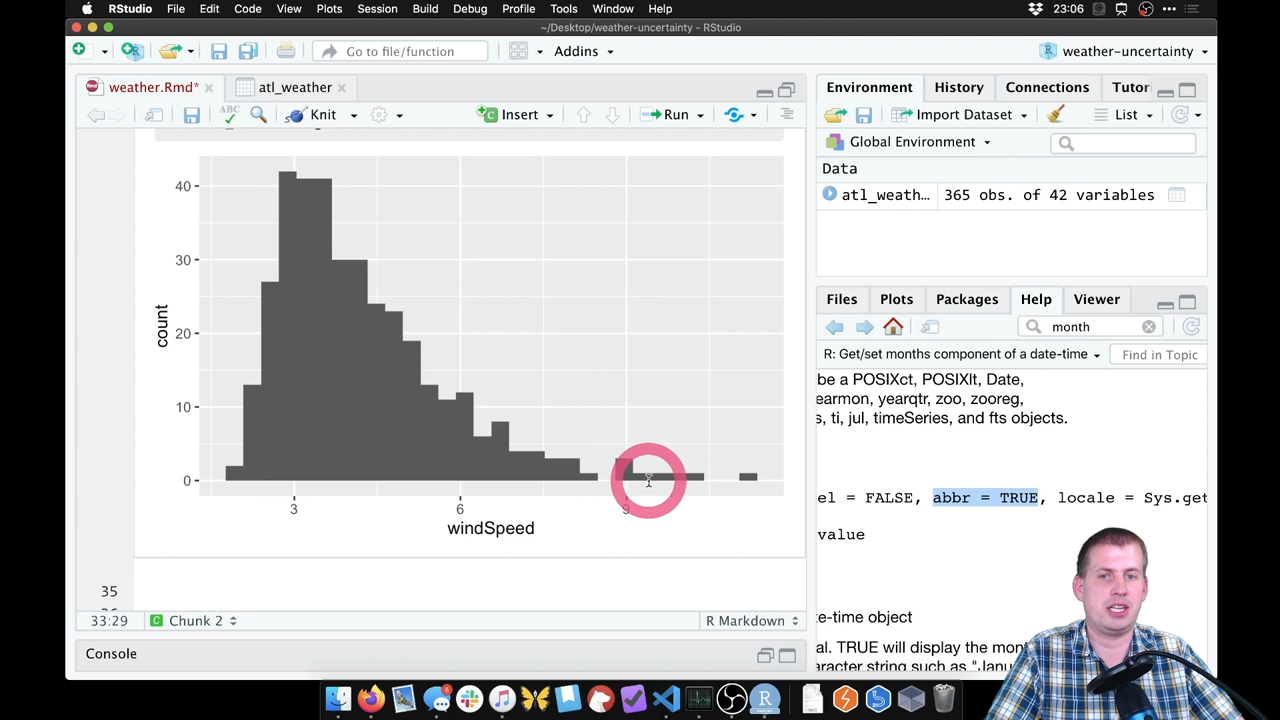 RStudio File Edit Code View Plots Session Build Debug Profile Tools Window Help 23:06
~/Desktop/weather-uncertainty - RStudio
Go to file/function Addins weather-uncertainty
weather.Rmd* atl_weather
ABC Knit Insert Run
40
30
20
10
0
count
3 6 9
windSpeed
35
33:29 Chunk 2 R Markdown
Console
Environment History Connections Tutor
Import Dataset List
Global Environment
Data
atl_weath… 365 obs. of 42 variables
Files Plots Packages Help Viewer
month
R: Get/set months component of a date-time Find in Topic
be a POSIXct, POSIXlt, Date,
earmon, yearqtr, zoo, zooreg,
s, ti, jul, timeSeries, and fts objects.
el = FALSE, abbr = TRUE, locale = Sys.get
value
te-time object
al. TRUE will display the mon
aracter string such as "Janu